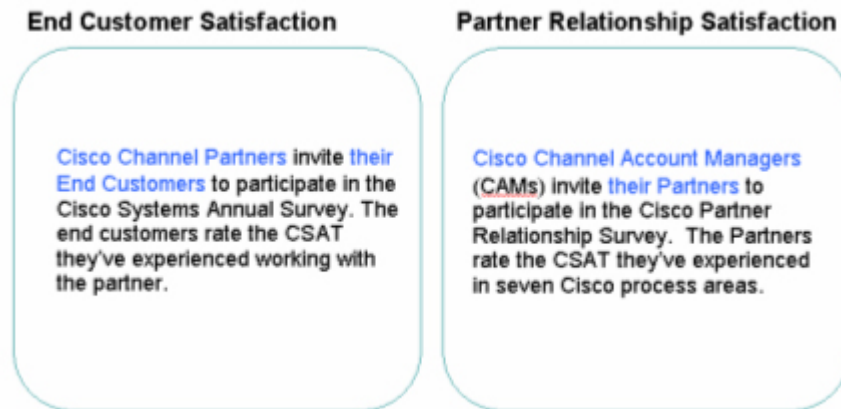 End Customer Satisfaction
Cisco Channel Partners invite their
End Customers to participate in the
Cisco Systems Annual Survey. The
end customers rate the CSAT
they've experienced working with
the partner.
Partner Relationship Satisfaction
Cisco Channel Account Managers
(CAMs) invite their Partners to
participate in the Cisco Partner
Relationship Survey. The Partners
rate the CSAT they've experienced
in seven Cisco process areas.